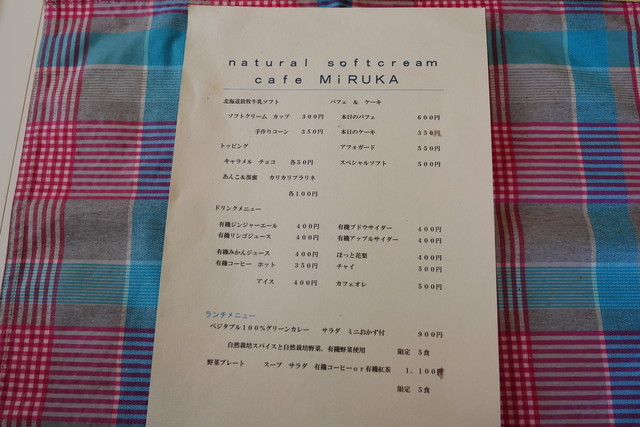 natural softcream
cafe MiRUKA
北海道放牧牛乳ソフト パフェ ＆ ケーキ
ソフトクリーム カップ ３００円 本日のパフェ ６００円
手作りコーン ３５０円 本日のケーキ ３５０円
トッピング アフォガード ５５０円
キャラメル チョコ 各５０円 スペシャルソフト ５００円
あんこ＆黒蜜 カリカリプラリネ
各１００円
ドリンクメニュー
有機ジンジャーエール ４００円 有機ブドウサイダー ４００円
有機リンゴジュース ４００円 有機アップルサイダー ４００円
有機みかんジュース ４００円 ほっと花梨 ４００円
有機コーヒー ホット ３５０円 チャイ ５００円
アイス ４００円 カフェオレ ５００円
ランチメニュー
ベジタブル１００％グリーンカレー サラダ ミニおかず付 ９００円
自然栽培スパイスと自然栽培野菜、有機野菜使用 限定 ５食
野菜プレート スープ サラダ 有機コーヒーｏｒ有機紅茶 １，１００円
限定 ５食